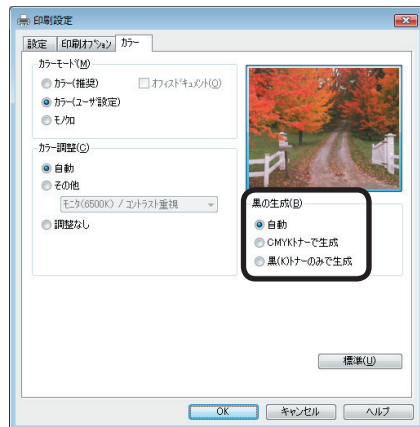 印刷設定
設定 印刷オプション カラー
カラーモード(M)
カラー(推奨) オフィスドキュメント(O)
カラー(ユーザ設定)
モノクロ
カラー調整(C)
自動
その他
モニタ(6500K) / コントラスト重視
調整なし
黒の生成(B)
自動
CMYKトナーで生成
黒(K)トナーのみで生成
標準(U)
OK キャンセル ヘルプ